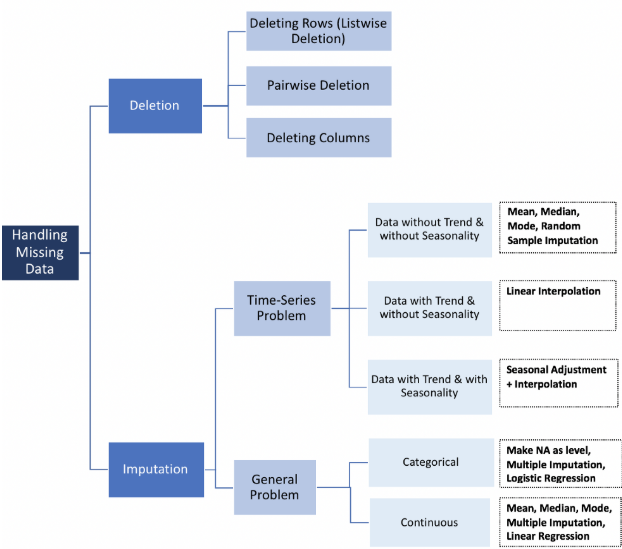 Deleting Rows (Listwise
Deletion)
Deletion
Pairwise Deletion
Deleting Columns
Handling
Missing
Data
Data without Trend &
without Seasonality
Mean, Median,
Mode, Random
Sample Imputation
Time-Series
Problem
Data with Trend &
without Seasonality
Linear Interpolation
Data with Trend & with
Seasonality
Seasonal Adjustment
+ Interpolation
Imputation
General
Problem
Categorical
Make NA as level,
Multiple Imputation,
Logistic Regression
Continuous
Mean, Median, Mode,
Multiple Imputation,
Linear Regression